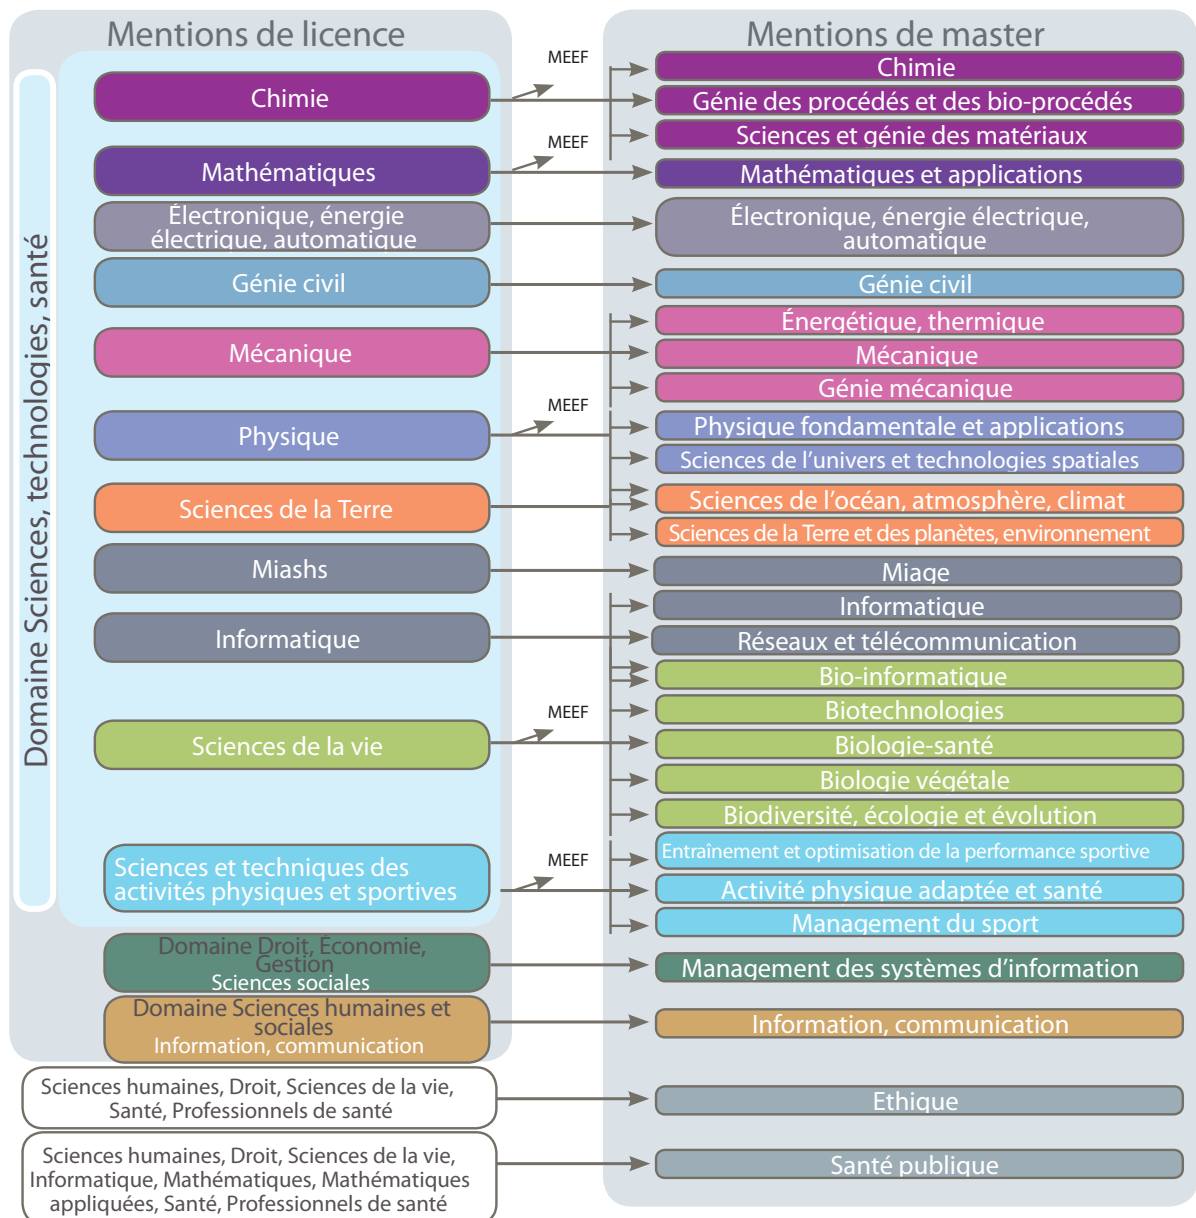 Mentions de licence
Mentions de master
Domaine Sciences, technologies, santé
Chimie
MEEF
Chimie
Génie des procédés et des bio-procédés
Sciences et génie des matériaux
Mathématiques
MEEF
Mathématiques et applications
Électronique, énergie
électrique, automatique
Électronique, énergie électrique,
automatique
Génie civil
Génie civil
Mécanique
Énergétique, thermique
Mécanique
Génie mécanique
Physique
MEEF
Physique fondamentale et applications
Sciences de l’univers et technologies spatiales
Sciences de la Terre
Sciences de l’océan, atmosphère, climat
Sciences de la Terre et des planètes, environnement
Miashs
Miage
Informatique
Informatique
Réseaux et télécommunication
Bio-informatique
Sciences de la vie
MEEF
Biotechnologies
Biologie-santé
Biologie végétale
Biodiversité, écologie et évolution
Sciences et techniques des
activités physiques et sportives
MEEF
Entraînement et optimisation de la performance sportive
Activité physique adaptée et santé
Management du sport
Domaine Droit, Économie,
Gestion
Sciences sociales
Management des systèmes d’information
Domaine Sciences humaines et
sociales
Information, communication
Information, communication
Sciences humaines, Droit, Sciences de la vie,
Santé, Professionnels de santé
Ethique
Sciences humaines, Droit, Sciences de la vie,
Informatique, Mathématiques, Mathématiques
appliquées, Santé, Professionnels de santé
Santé publique